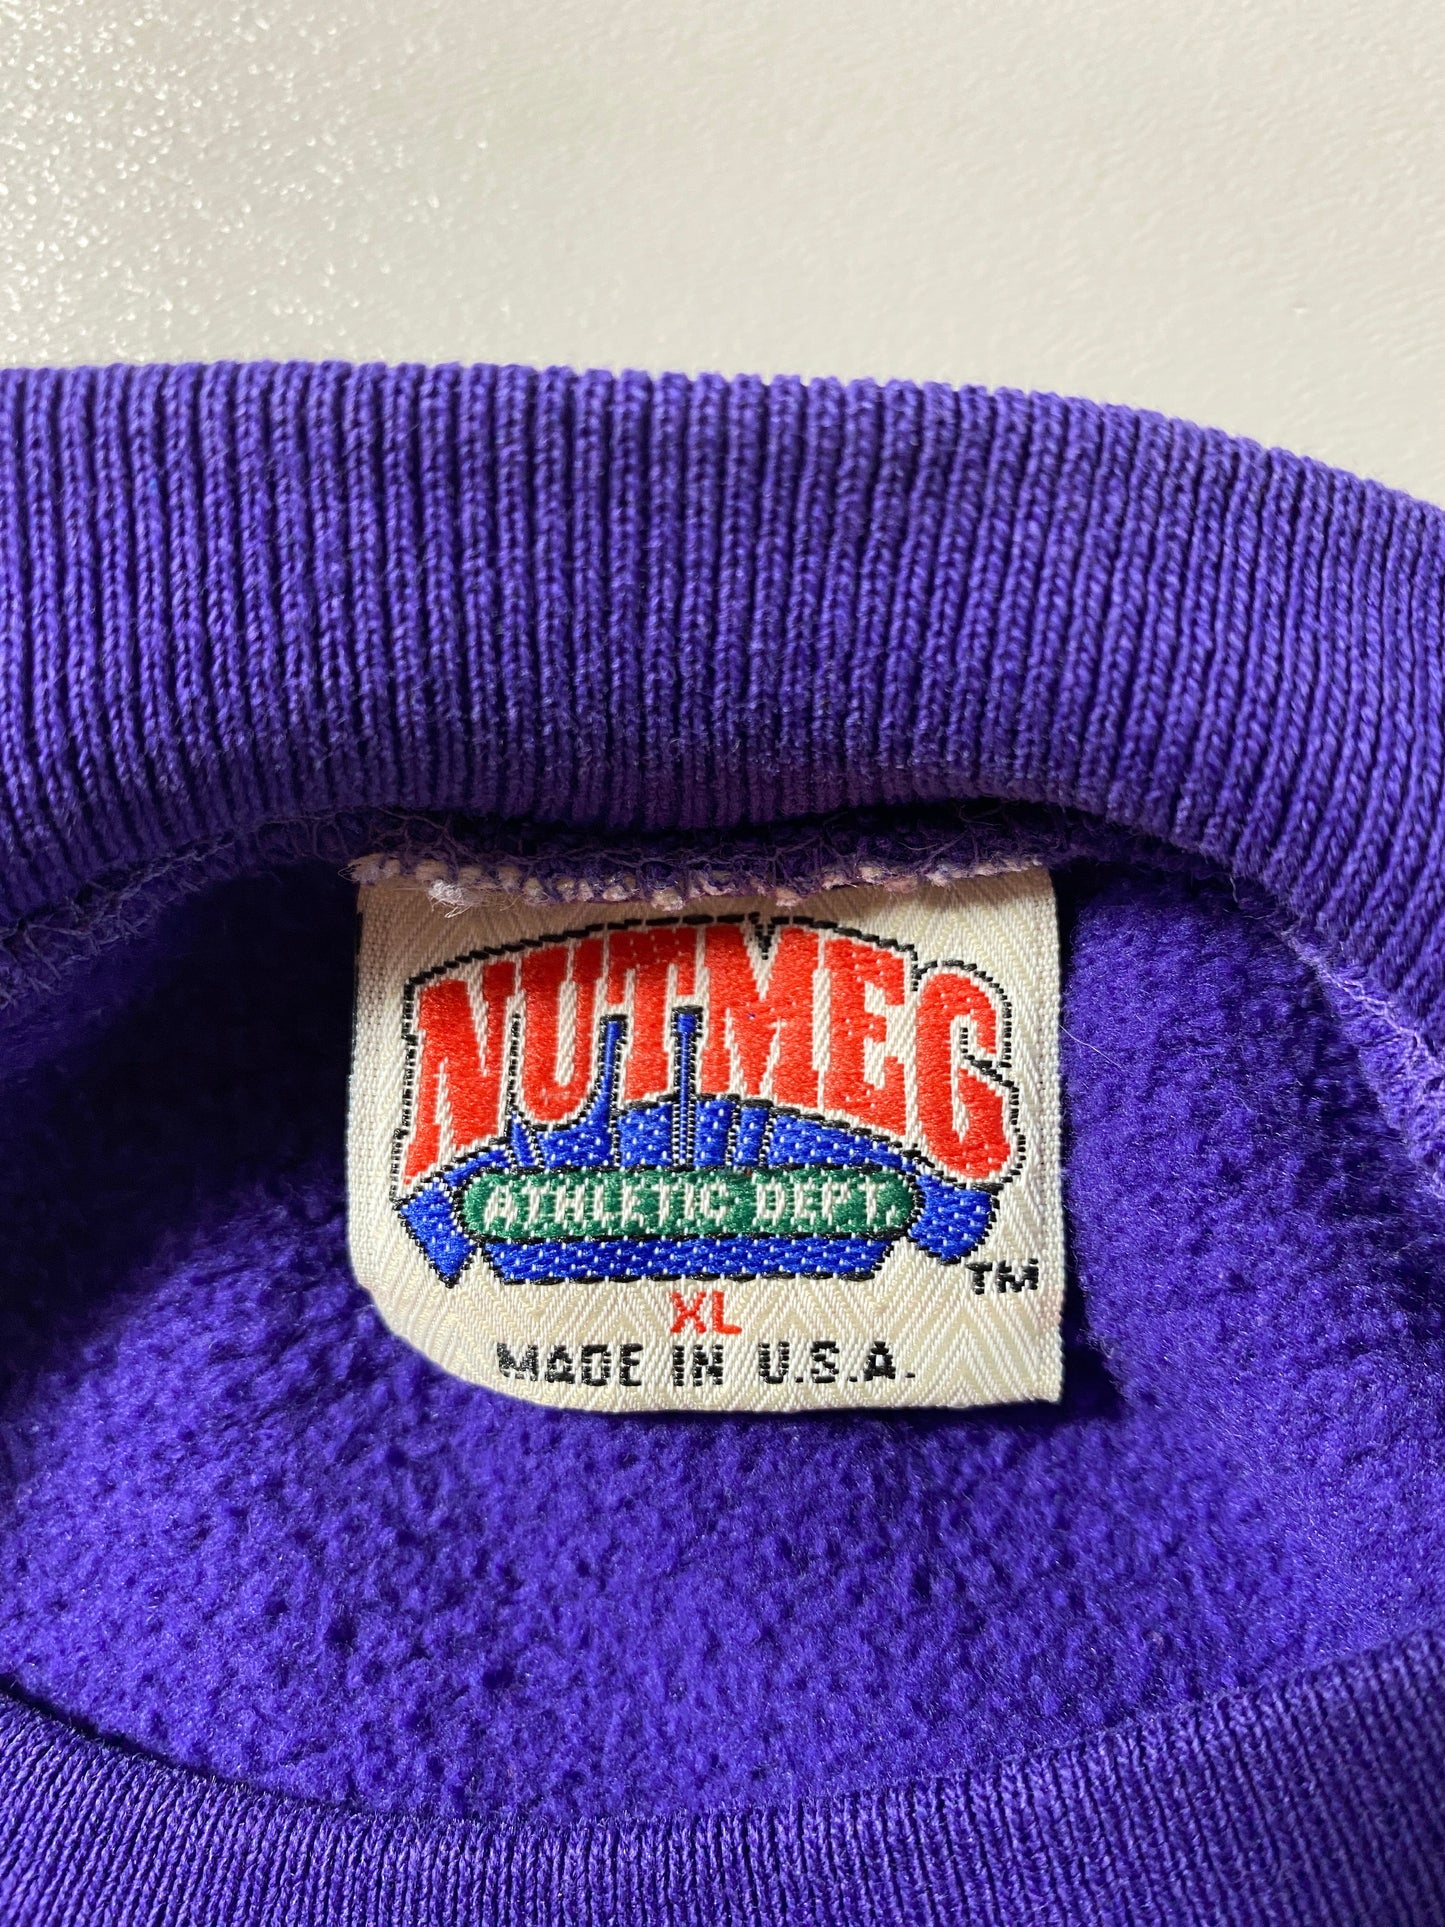 NUTMEG
ATHLETIC DEPT.
TM
XL
MADE IN U.S.A.